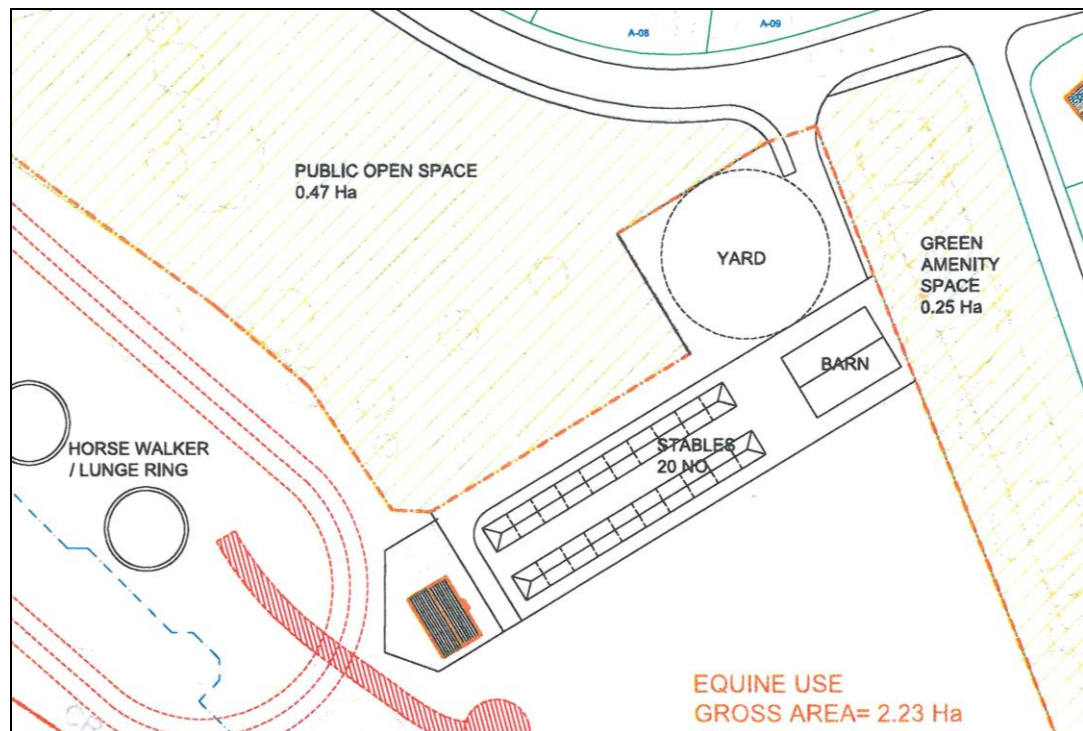 A-08
A-09
PUBLIC OPEN SPACE
0.47 Ha
YARD
GREEN
AMENITY
SPACE
0.25 Ha
BARN
STABLES
20 NO.
HORSE WALKER
/ LUNGE RING
EQUINE USE
GROSS AREA= 2.23 Ha